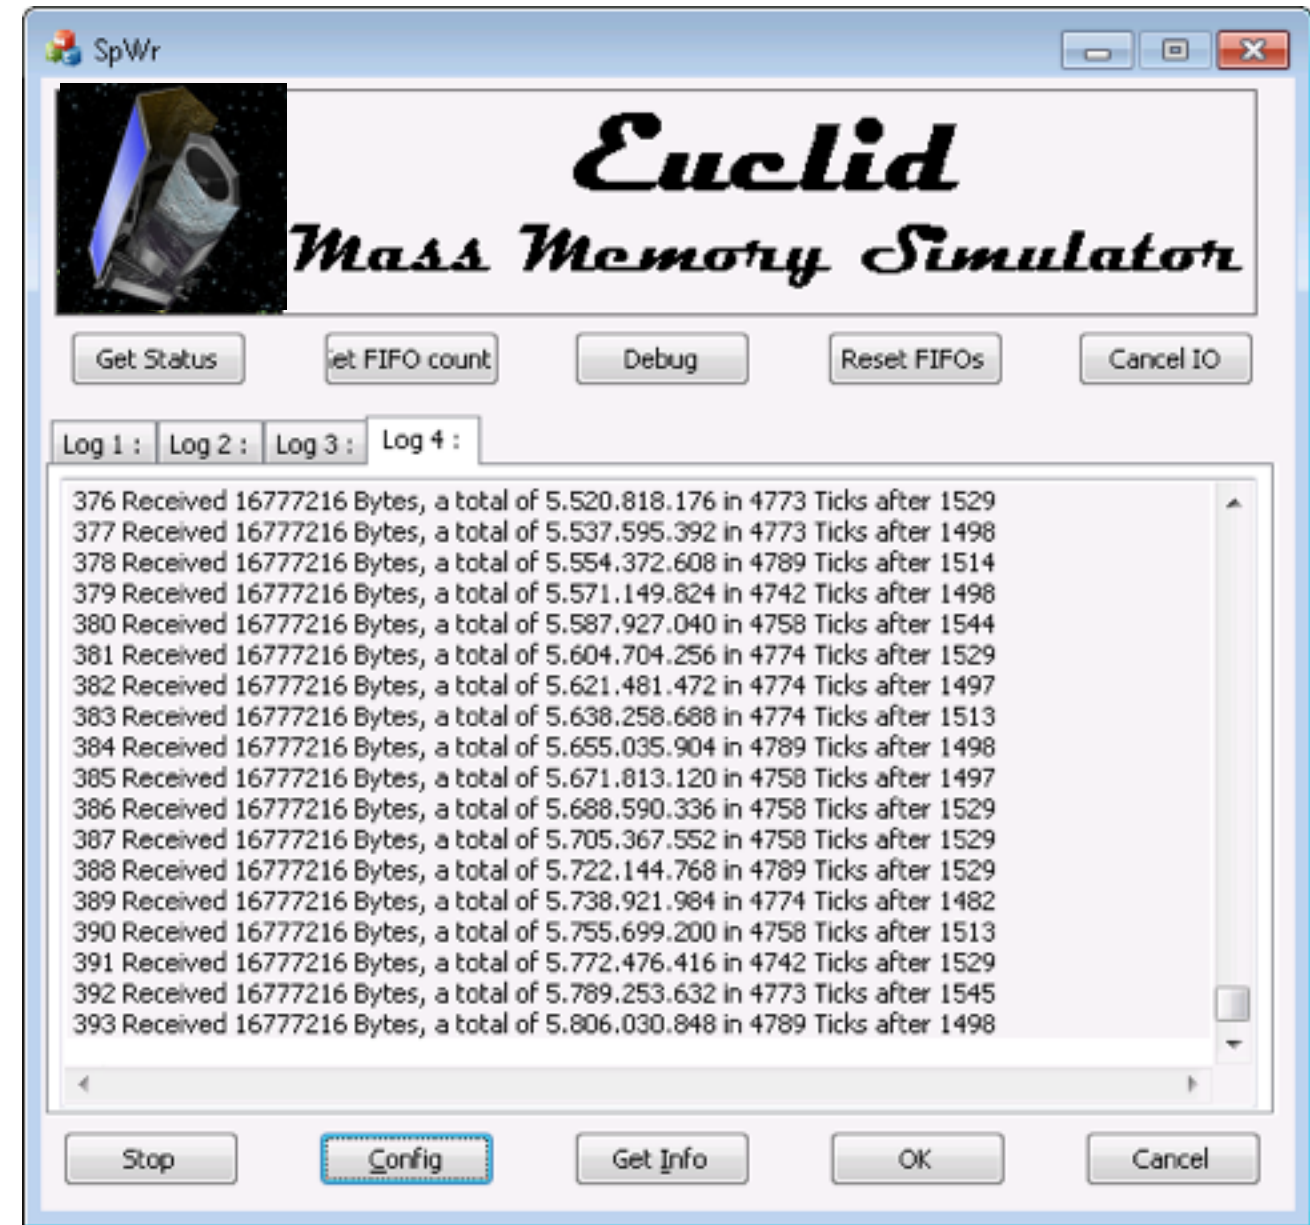 SpWr
Euclid
Mass Memory Simulator
Get Status
et FIFO count
Debug
Reset FIFOs
Cancel IO
Log 1 :
Log 2 :
Log 3 :
Log 4 :
376 Received 16777216 Bytes, a total of 5.520.818.176 in 4773 Ticks after 1529
377 Received 16777216 Bytes, a total of 5.537.595.392 in 4773 Ticks after 1498
378 Received 16777216 Bytes, a total of 5.554.372.608 in 4789 Ticks after 1514
379 Received 16777216 Bytes, a total of 5.571.149.824 in 4742 Ticks after 1498
380 Received 16777216 Bytes, a total of 5.587.927.040 in 4758 Ticks after 1544
381 Received 16777216 Bytes, a total of 5.604.704.256 in 4774 Ticks after 1529
382 Received 16777216 Bytes, a total of 5.621.481.472 in 4774 Ticks after 1497
383 Received 16777216 Bytes, a total of 5.638.258.688 in 4774 Ticks after 1513
384 Received 16777216 Bytes, a total of 5.655.035.904 in 4789 Ticks after 1498
385 Received 16777216 Bytes, a total of 5.671.813.120 in 4758 Ticks after 1497
386 Received 16777216 Bytes, a total of 5.688.590.336 in 4758 Ticks after 1529
387 Received 16777216 Bytes, a total of 5.705.367.552 in 4758 Ticks after 1529
388 Received 16777216 Bytes, a total of 5.722.144.768 in 4789 Ticks after 1529
389 Received 16777216 Bytes, a total of 5.738.921.984 in 4774 Ticks after 1482
390 Received 16777216 Bytes, a total of 5.755.699.200 in 4758 Ticks after 1513
391 Received 16777216 Bytes, a total of 5.772.476.416 in 4742 Ticks after 1529
392 Received 16777216 Bytes, a total of 5.789.253.632 in 4773 Ticks after 1545
393 Received 16777216 Bytes, a total of 5.806.030.848 in 4789 Ticks after 1498
Stop
Config
Get Info
OK
Cancel